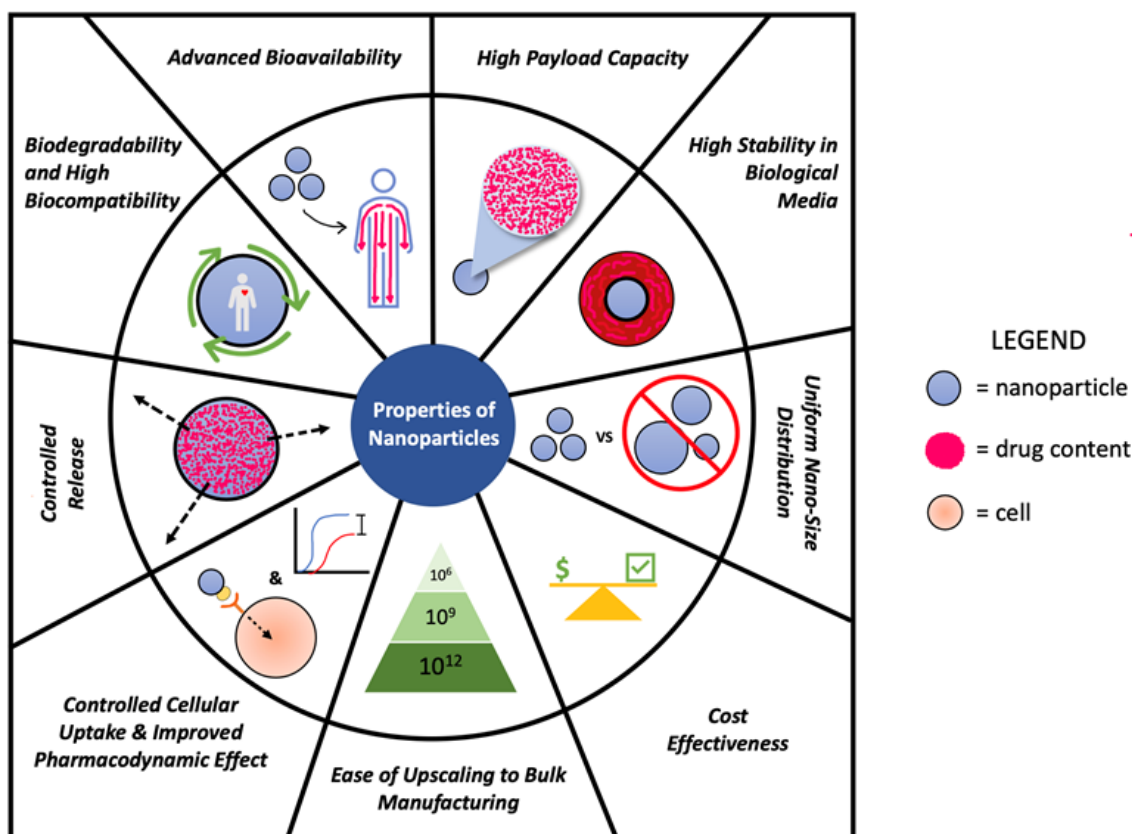 Advanced Bioavailability
High Payload Capacity
Biodegradability
and High
Biocompatibility
High Stability in
Biological
Media
Properties of
Nanoparticles
vs
Uniform Nano-Size
Distribution
Controlled
Release
&
10⁶
10⁹
10¹²
$
Controlled Cellular
Uptake & Improved
Pharmacodynamic Effect
Ease of Upscaling to Bulk
Manufacturing
Cost
Effectiveness
LEGEND
= nanoparticle
= drug content
= cell